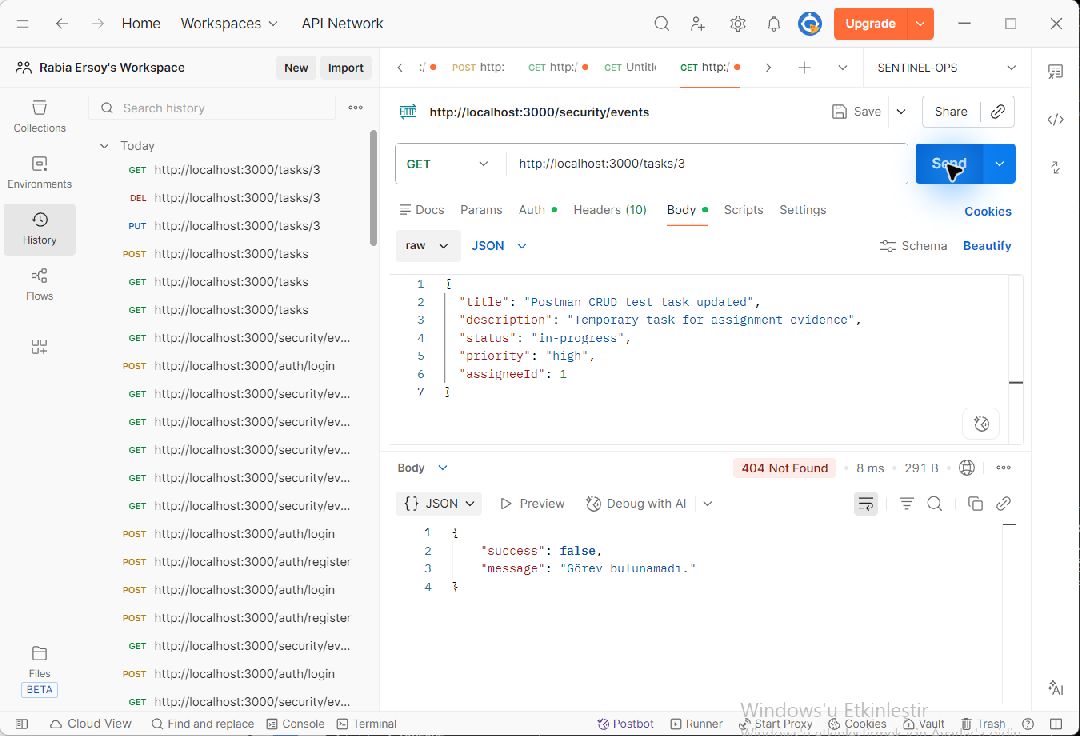 Home Workspaces API Network Upgrade
Rabia Ersoy's Workspace New Import
:/ POST http: GET http:/ GET Untitl GET http:/ SENTINEL-OPS
Search history
http://localhost:3000/security/events Save Share
Collections
Environments
History
Flows
Files
BETA
Today
GET http://localhost:3000/tasks/3
DEL http://localhost:3000/tasks/3
PUT http://localhost:3000/tasks/3
POST http://localhost:3000/tasks
GET http://localhost:3000/tasks
GET http://localhost:3000/tasks
GET http://localhost:3000/security/ev...
POST http://localhost:3000/auth/login
GET http://localhost:3000/security/ev...
GET http://localhost:3000/security/ev...
GET http://localhost:3000/security/ev...
GET http://localhost:3000/security/ev...
GET http://localhost:3000/security/ev...
POST http://localhost:3000/auth/login
POST http://localhost:3000/auth/register
POST http://localhost:3000/auth/login
POST http://localhost:3000/auth/register
GET http://localhost:3000/security/ev...
POST http://localhost:3000/auth/login
GET http://localhost:3000/security/ev...
GET http://localhost:3000/tasks/3 Send
Docs Params Auth Headers (10) Body Scripts Settings Cookies
raw JSON Schema Beautify
1 {
2 "title": "Postman CRUD test task updated",
3 "description": "Temporary task for assignment evidence",
4 "status": "in-progress",
5 "priority": "high",
6 "assigneeId": 1
7 }
Body 404 Not Found 8 ms 291 B
{} JSON Preview Debug with AI
1 {
2 "success": false,
3 "message": "Görev bulunamadı."
4 }
AI
Windows'u Etkinleştir
Cloud View Find and replace Console Terminal Postbot Runner Start Proxy Cookies Vault Trash